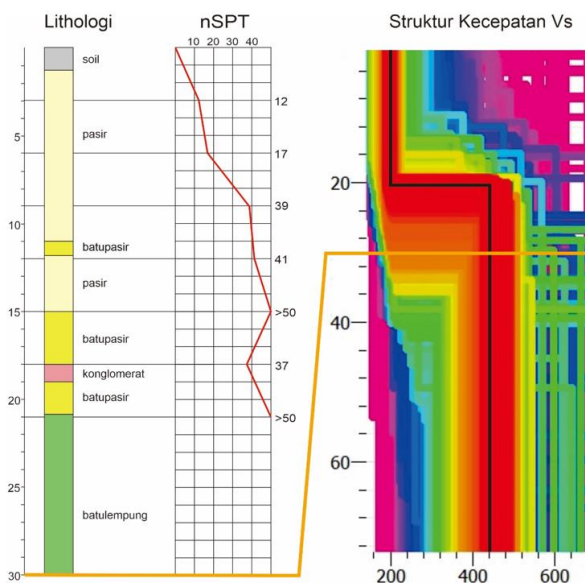 Lithologi
nSPT
Struktur Kecepatan Vs
10 20 30 40
soil
12
5
pasir
17
20
39
10
batupasir
41
pasir
15
>50
batupasir
40
37
konglomerat
20
batupasir
>50
60
25
batulempung
30
200 400 600